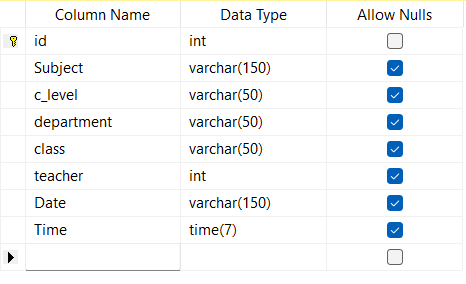 Column Name Data Type Allow Nulls
id int
Subject varchar(150)
c_level varchar(50)
department varchar(50)
class varchar(50)
teacher int
Date varchar(150)
Time time(7)